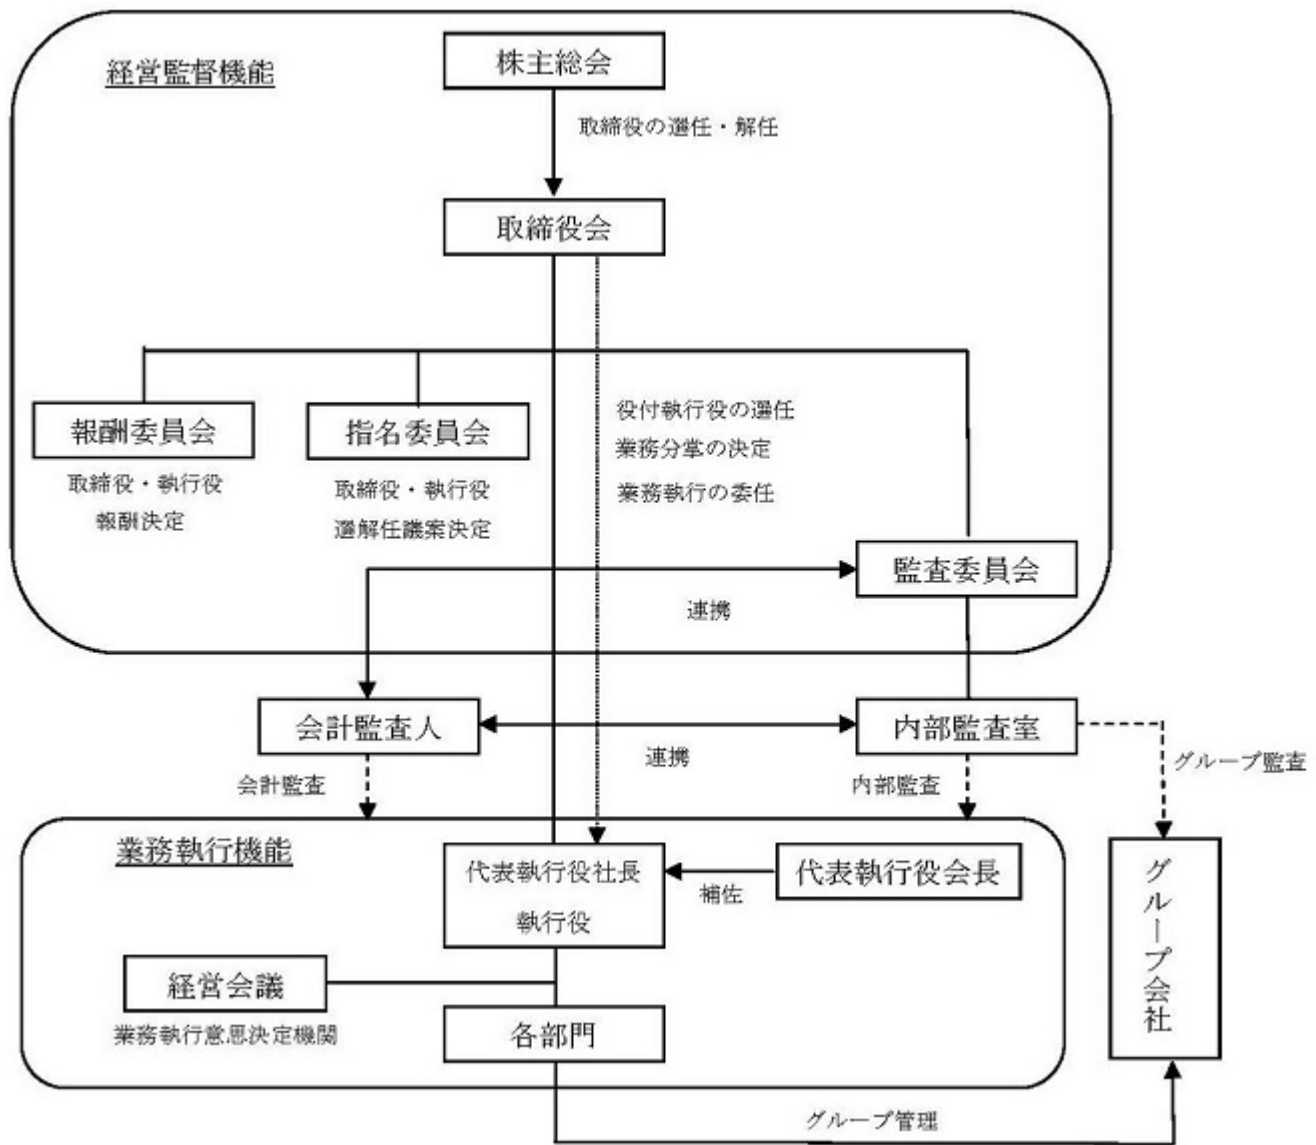 経営監督機能
株主総会
取締役の選任・解任
取締役会
報酬委員会
取締役・執行役
報酬決定
指名委員会
取締役・執行役
選解任議案決定
役付執行役の選任
業務分掌の決定
業務執行の委任
監査委員会
連携
会計監査人
内部監査室
連携
会計監査
内部監査
グループ監査
業務執行機能
代表執行役社長
執行役
補佐
代表執行役会長
グループ会社
経営会議
業務執行意思決定機関
各部門
グループ管理